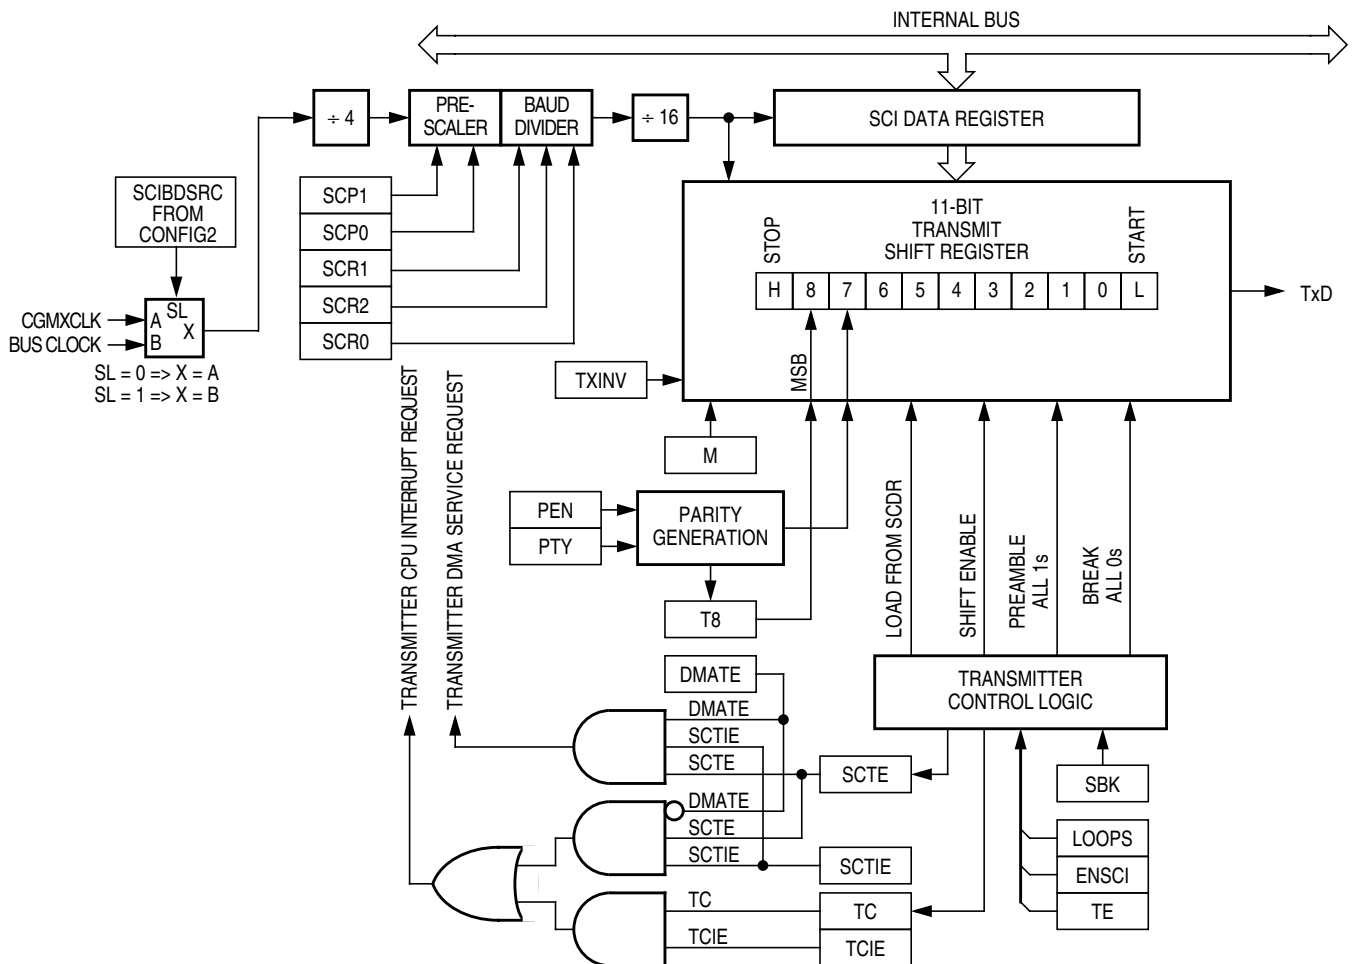 INTERNAL BUS
÷ 4
PRE-
SCALER
BAUD
DIVIDER
÷ 16
SCI DATA REGISTER
SCIBDSRC
FROM
CONFIG2
SCP1
SCP0
SCR1
SCR2
SCR0
11-BIT
TRANSMIT
SHIFT REGISTER
STOP
START
H 8 7 6 5 4 3 2 1 0 L
TxD
CGMXCLK
BUS CLOCK
A
SL
X
B
SL = 0 => X = A
SL = 1 => X = B
TXINV
MSB
M
PEN
PTY
PARITY
GENERATION
T8
TRANSMITTER CPU INTERRUPT REQUEST
TRANSMITTER DMA SERVICE REQUEST
LOAD FROM SCDR
SHIFT ENABLE
PREAMBLE
ALL 1s
BREAK
ALL 0s
TRANSMITTER
CONTROL LOGIC
DMATE
DMATE
SCTIE
SCTE
SCTE
SBK
DMATE
SCTE
SCTIE
SCTIE
LOOPS
ENSCI
TE
TC
TC
TCIE
TCIE